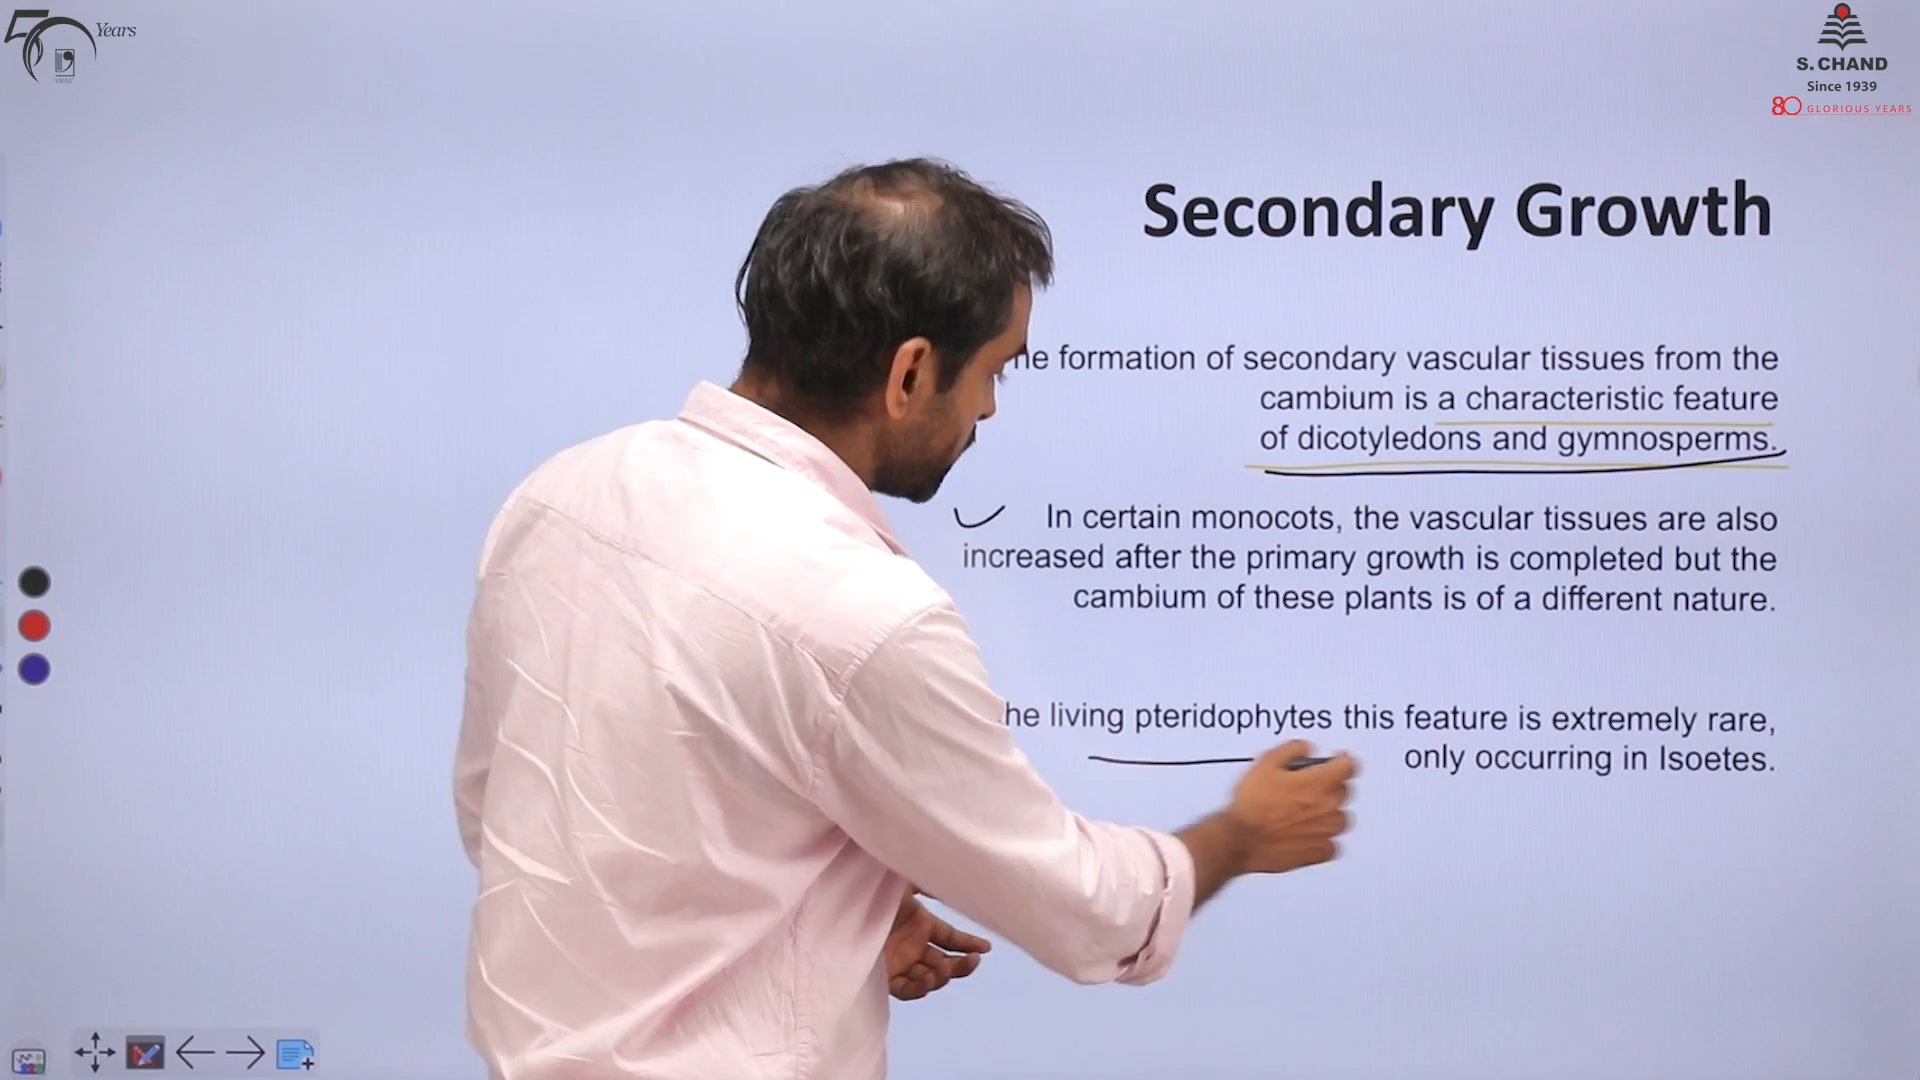 50 Years
VIKAS
S. CHAND
Since 1939
80 GLORIOUS YEARS
Secondary Growth
formation of secondary vascular tissues from the
cambium is a characteristic feature
of dicotyledons and gymnosperms.
In certain monocots, the vascular tissues are also
increased after the primary growth is completed but the
cambium of these plants is of a different nature.
living pteridophytes this feature is extremely rare,
only occurring in Isoetes.